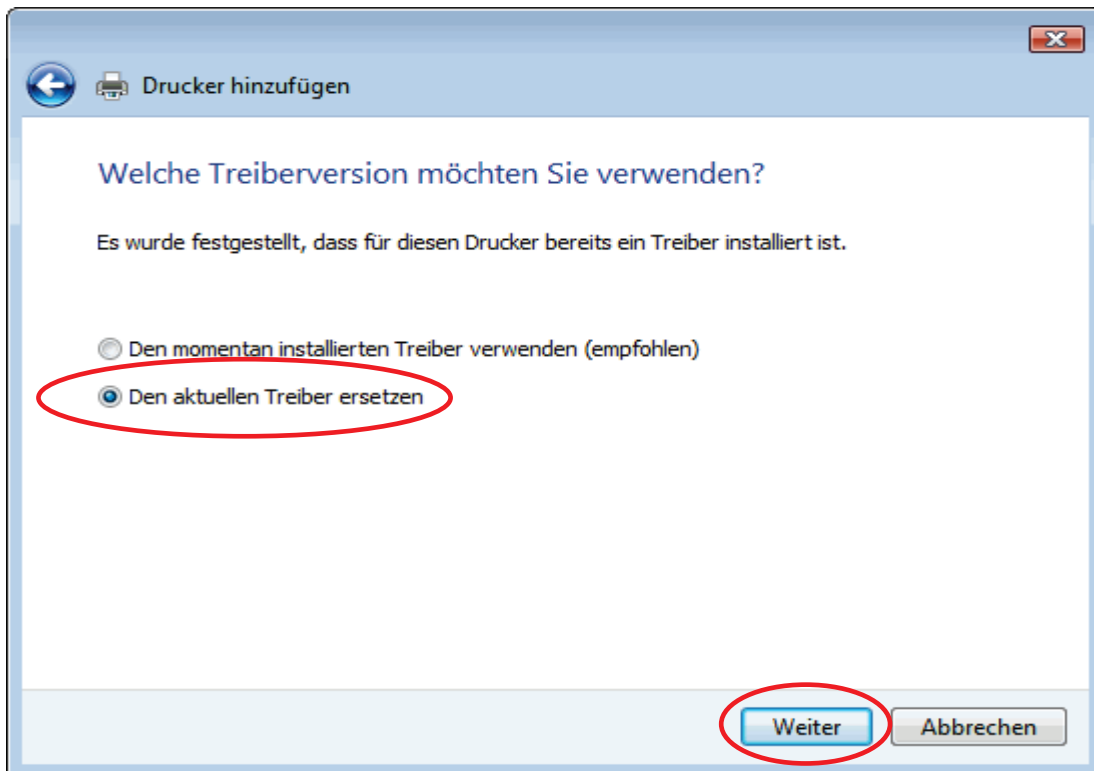 Drucker hinzufügen
Welche Treiberversion möchten Sie verwenden?
Es wurde festgestellt, dass für diesen Drucker bereits ein Treiber installiert ist.
Den momentan installierten Treiber verwenden (empfohlen)
Den aktuellen Treiber ersetzen
Weiter
Abbrechen